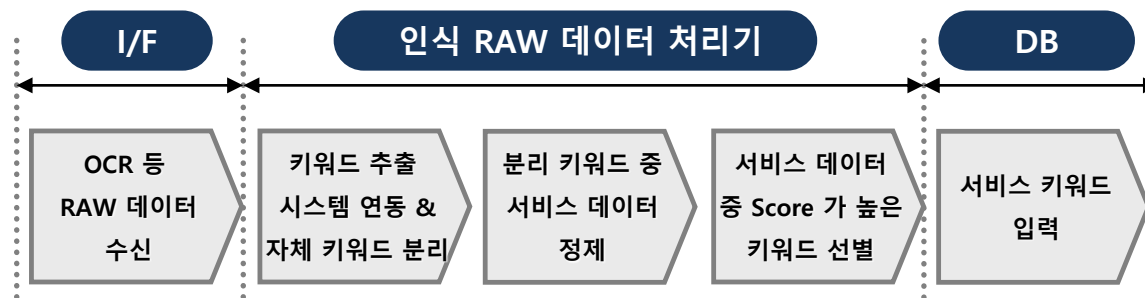 I/F
인식 RAW 데이터 처리기
DB
OCR 등
RAW 데이터
수신
키워드 추출
시스템 연동 &
자체 키워드 분리
분리 키워드 중
서비스 데이터
정제
서비스 데이터
중 Score 가 높은
키워드 선별
서비스 키워드
입력